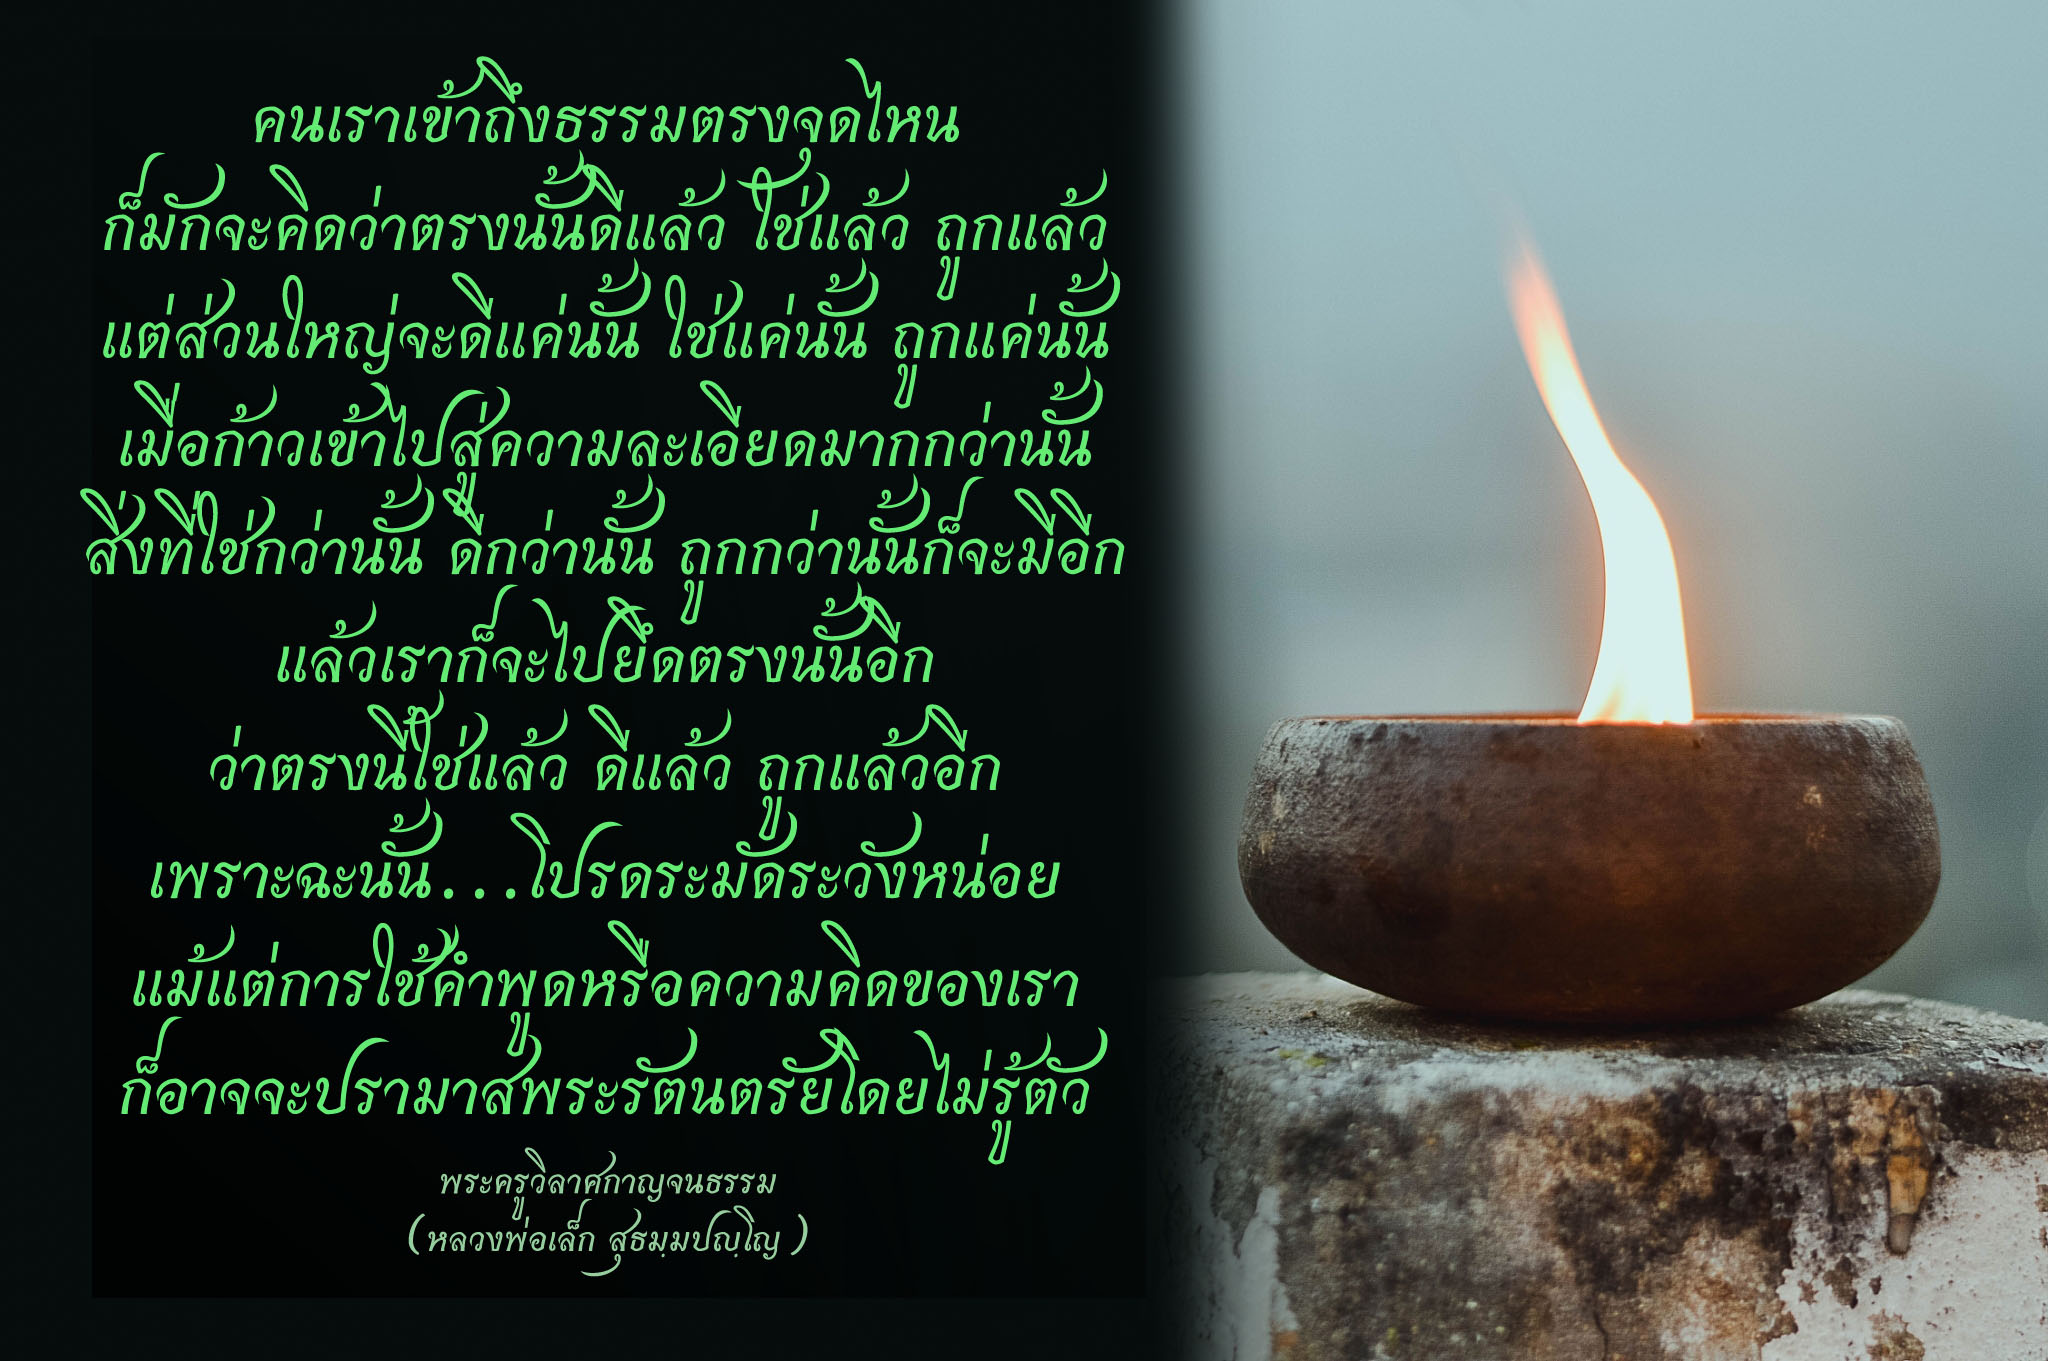 คนเราเข้าถึงธรรมตรงจุดไหน
ก็มักจะคิดว่าตรงนั้นดีแล้ว ใช่แล้ว ถูกแล้ว
แต่ส่วนใหญ่จะดีแค่นั้น ใช่แค่นั้น ถูกแค่นั้น
เมื่อก้าวเข้าไปสู่ความละเอียดมากกว่านั้น
สิ่งที่ใช่กว่านั้น ดีกว่านั้น ถูกกว่านั้นก็จะมีอีก
แล้วเราก็จะไปยึดตรงนั้นอีก
ว่าตรงนี้ใช่แล้ว ดีแล้ว ถูกแล้วอีก
เพราะฉะนั้น...โปรดระมัดระวังหน่อย
แม้แต่การใช้คำพูดหรือความคิดของเรา
ก็อาจจะปรามาสพระรัตนตรัยโดยไม่รู้ตัว
พระครูวิลาศกาญจนธรรม
(หลวงพ่อเล็ก สุธมฺมปญฺโญ )